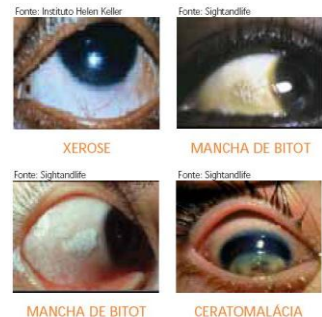 Fonte: Instituto Helen Keller
Fonte: Sightandlife
XEROSE
MANCHA DE BITOT
Fonte: Sightandlife
Fonte: Sightandlife
MANCHA DE BITOT
CERATOMALÁCIA